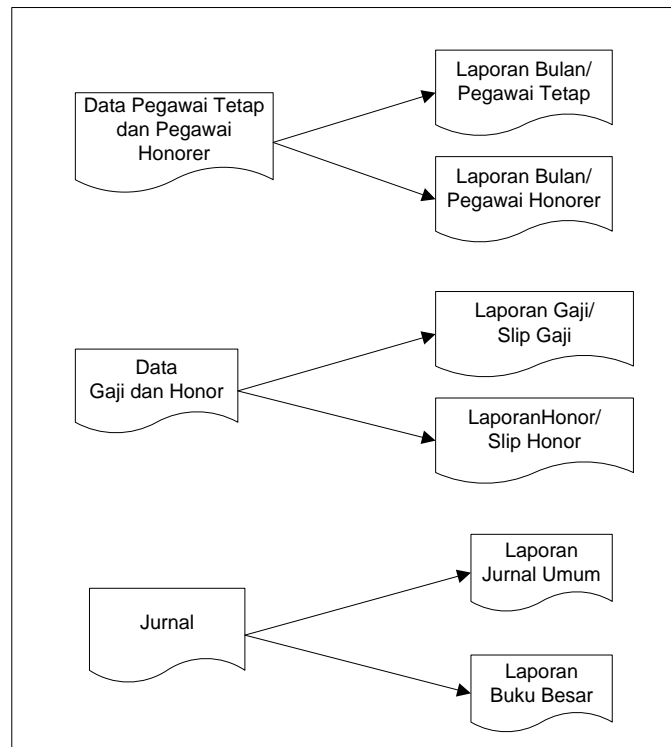 Data Pegawai Tetap
dan Pegawai
Honorer
Laporan Bulan/
Pegawai Tetap
Laporan Bulan/
Pegawai Honorer
Data
Gaji dan Honor
Laporan Gaji/
Slip Gaji
LaporanHonor/
Slip Honor
Jurnal
Laporan
Jurnal Umum
Laporan
Buku Besar